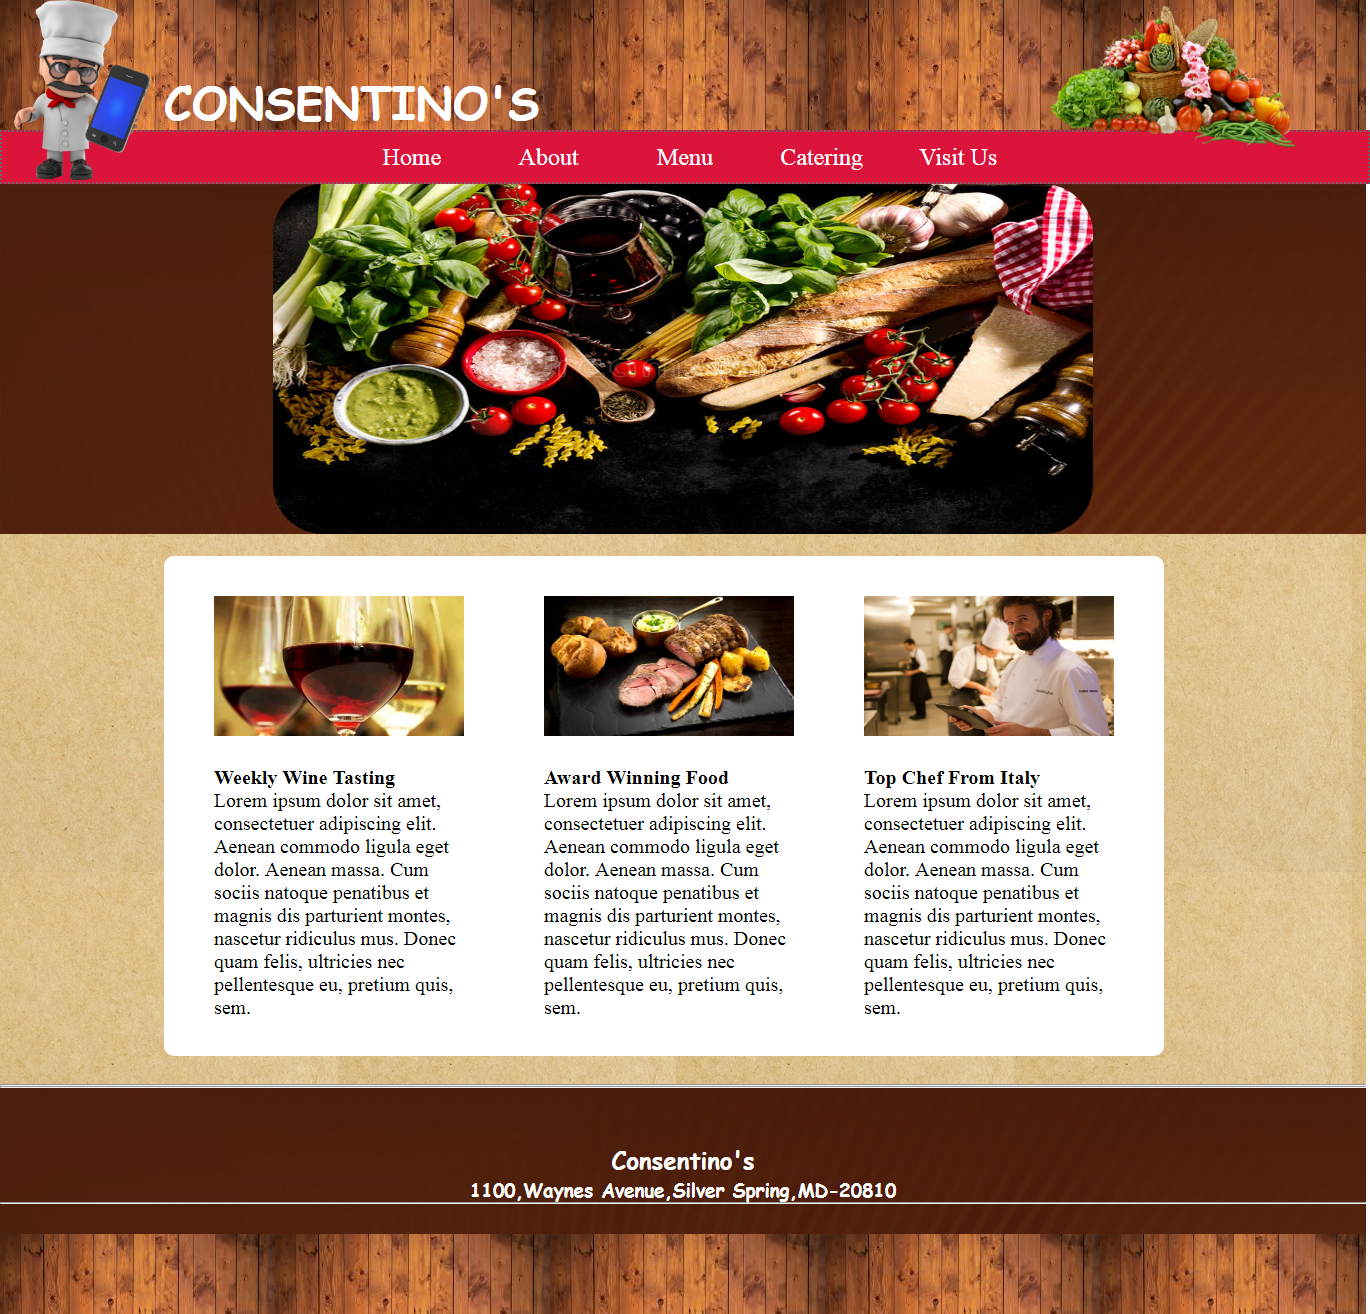 CONSENTINO'S
Home About Menu Catering Visit Us
Weekly Wine Tasting
Lorem ipsum dolor sit amet,
consectetuer adipiscing elit.
Aenean commodo ligula eget
dolor. Aenean massa. Cum
sociis natoque penatibus et
magnis dis parturient montes,
nascetur ridiculus mus. Donec
quam felis, ultricies nec
pellentesque eu, pretium quis,
sem.
Award Winning Food
Lorem ipsum dolor sit amet,
consectetuer adipiscing elit.
Aenean commodo ligula eget
dolor. Aenean massa. Cum
sociis natoque penatibus et
magnis dis parturient montes,
nascetur ridiculus mus. Donec
quam felis, ultricies nec
pellentesque eu, pretium quis,
sem.
Top Chef From Italy
Lorem ipsum dolor sit amet,
consectetuer adipiscing elit.
Aenean commodo ligula eget
dolor. Aenean massa. Cum
sociis natoque penatibus et
magnis dis parturient montes,
nascetur ridiculus mus. Donec
quam felis, ultricies nec
pellentesque eu, pretium quis,
sem.
Consentino's
1100,Waynes Avenue,Silver Spring,MD-20810